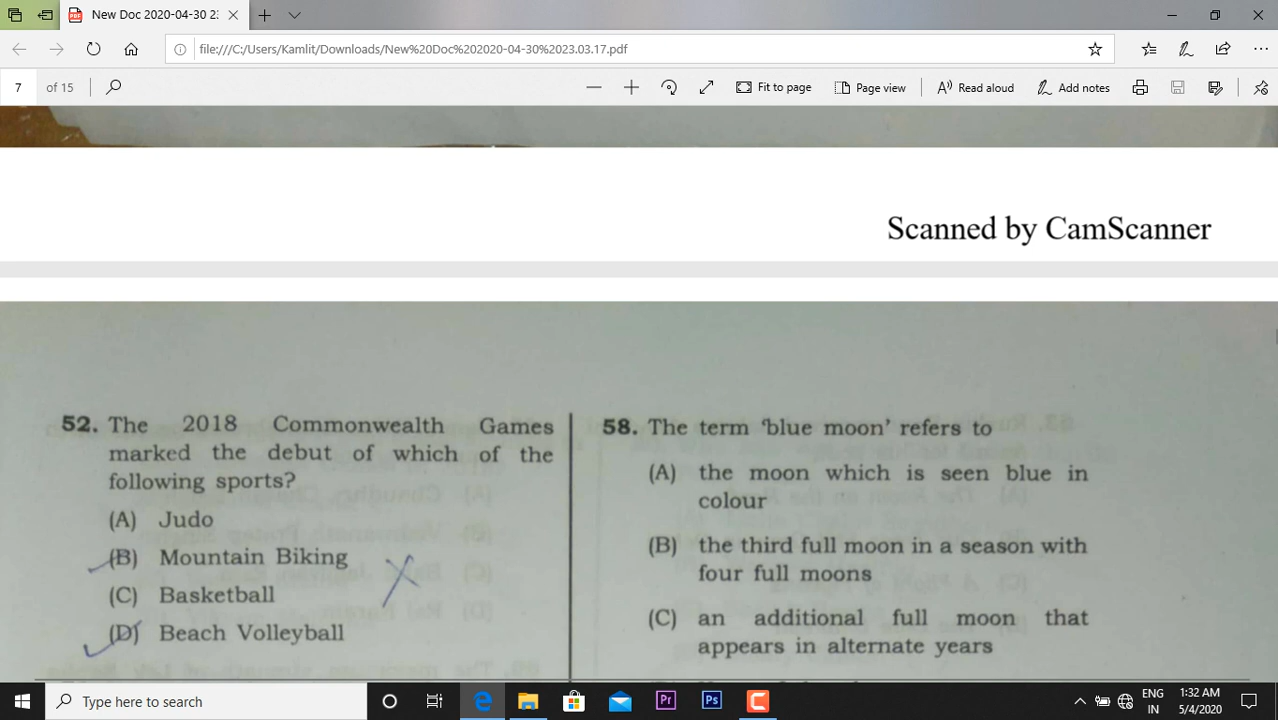 New Doc 2020-04-30 23
file:///C:/Users/Kamlit/Downloads/New%20Doc%202020-04-30%2023.03.17.pdf
7 of 15
Fit to page
Page view
Read aloud
Add notes
Scanned by CamScanner
52. The 2018 Commonwealth Games
marked the debut of which of the
following sports?
(A) Judo
(B) Mountain Biking
(C) Basketball
(D) Beach Volleyball
58. The term 'blue moon' refers to
(A) the moon which is seen blue in
colour
(B) the third full moon in a season with
four full moons
(C) an additional full moon that
appears in alternate years
Type here to search
Pr
Ps
ENG
IN
1:32 AM
5/4/2020